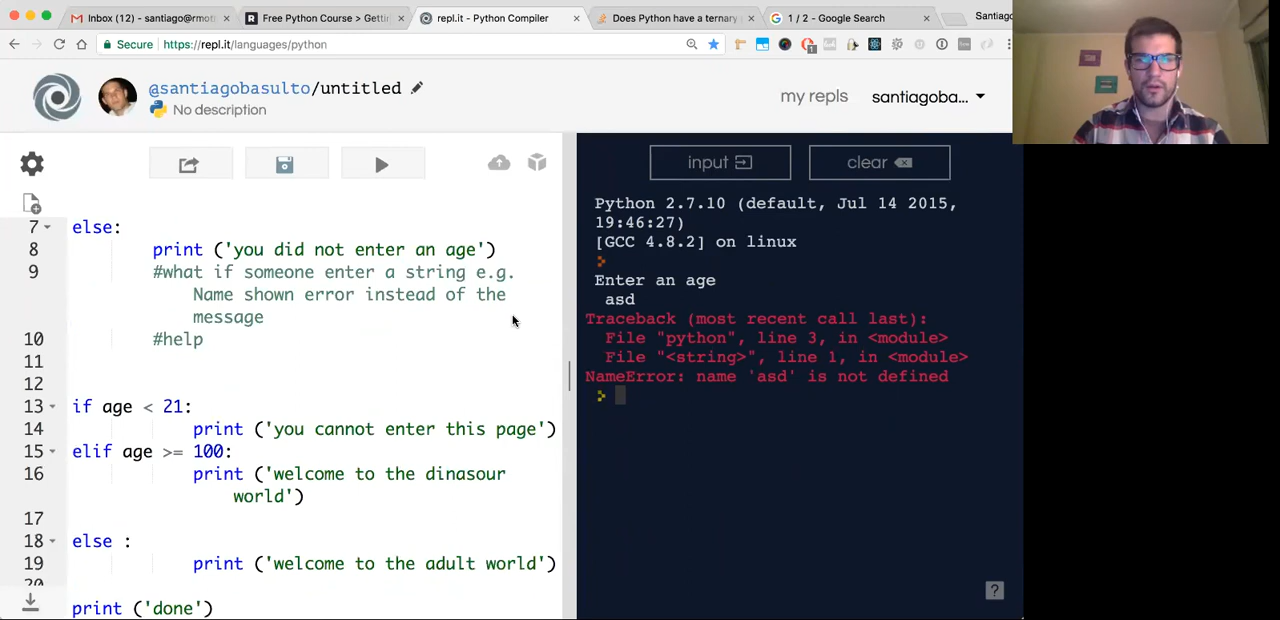 Inbox (12) - santiago@rmot
Free Python Course > Getti
repl.it - Python Compiler
Does Python have a ternary
1 / 2 - Google Search
Santiago
Secure
https://repl.it/languages/python
@santiagobasulto/untitled
No description
my repls
santiagoba...
input
clear
7 else:
8 print ('you did not enter an age')
9 #what if someone enter a string e.g.
Name shown error instead of the
message
10 #help
11
12
13 if age < 21:
14 print ('you cannot enter this page')
15 elif age >= 100:
16 print ('welcome to the dinasour
world')
17
18 else :
19 print ('welcome to the adult world')
20
print ('done')
Python 2.7.10 (default, Jul 14 2015,
19:46:27)
[GCC 4.8.2] on linux
Enter an age
asd
Traceback (most recent call last):
File "python", line 3, in <module>
File "<string>", line 1, in <module>
NameError: name 'asd' is not defined
?